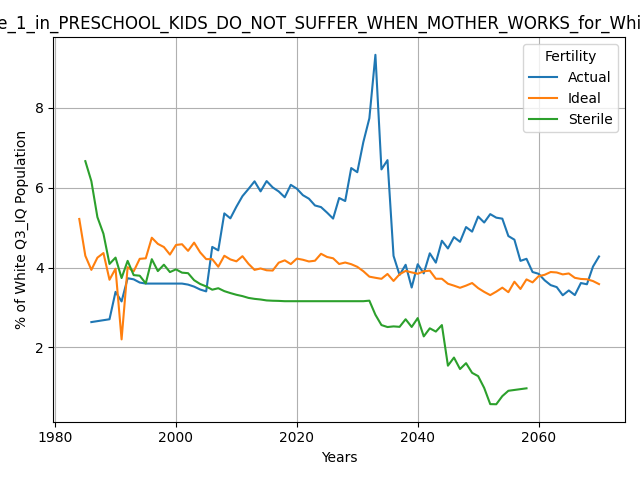 e_1_in_PRESCHOOL_KIDS_DO_NOT_SUFFER_WHEN_MOTHER_WORKS_for_Whi
Fertility
Actual
Ideal
Sterile
% of White Q3_IQ Population
8
6
4
2
1980 2000 2020 2040 2060
Years